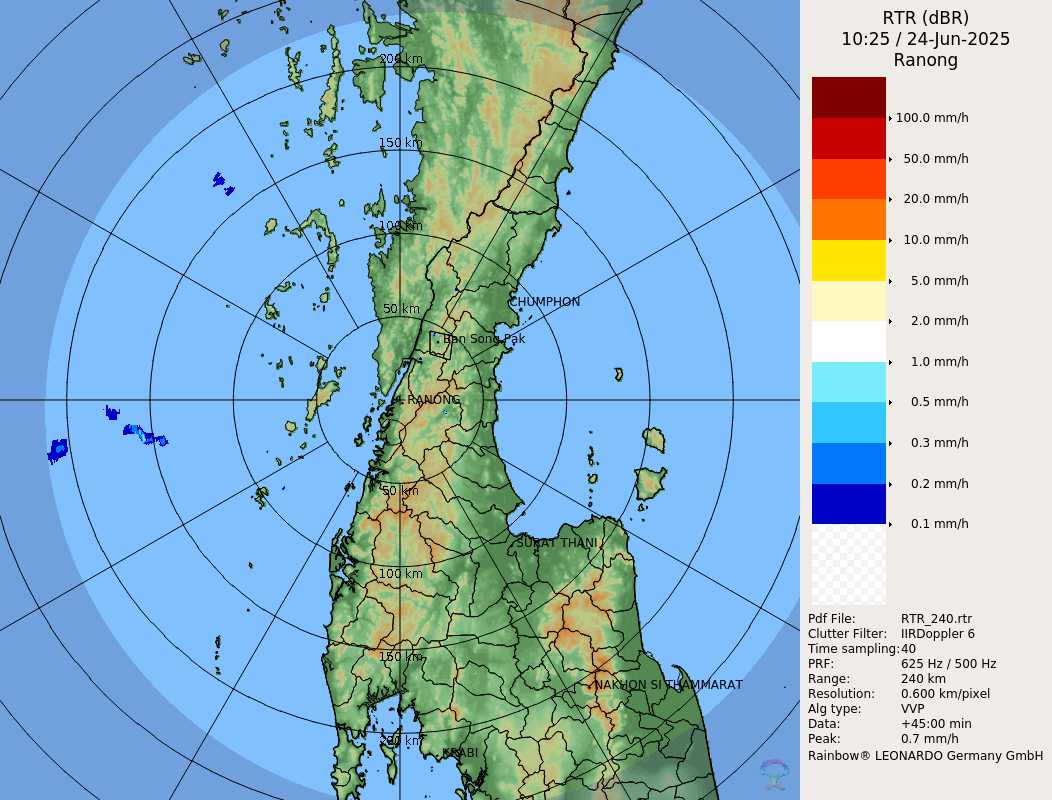 RTR (dBR)
10:25 / 24-Jun-2025
Ranong
100.0 mm/h
50.0 mm/h
20.0 mm/h
10.0 mm/h
5.0 mm/h
2.0 mm/h
1.0 mm/h
0.5 mm/h
0.3 mm/h
0.2 mm/h
0.1 mm/h
Pdf File: RTR_240.rtr
Clutter Filter: IIRDoppler 6
Time sampling:40
PRF: 625 Hz / 500 Hz
Range: 240 km
Resolution: 0.600 km/pixel
Alg type: VVP
Data: +45:00 min
Peak: 0.7 mm/h
Rainbow® LEONARDO Germany GmbH
200 km
150 km
100 km
CHUMPHON
50 km
Ban Song Pak
RANONG
50 km
SURAT THANI
100 km
150 km
NAKHON SI THAMMARAT
200 km
KRABI